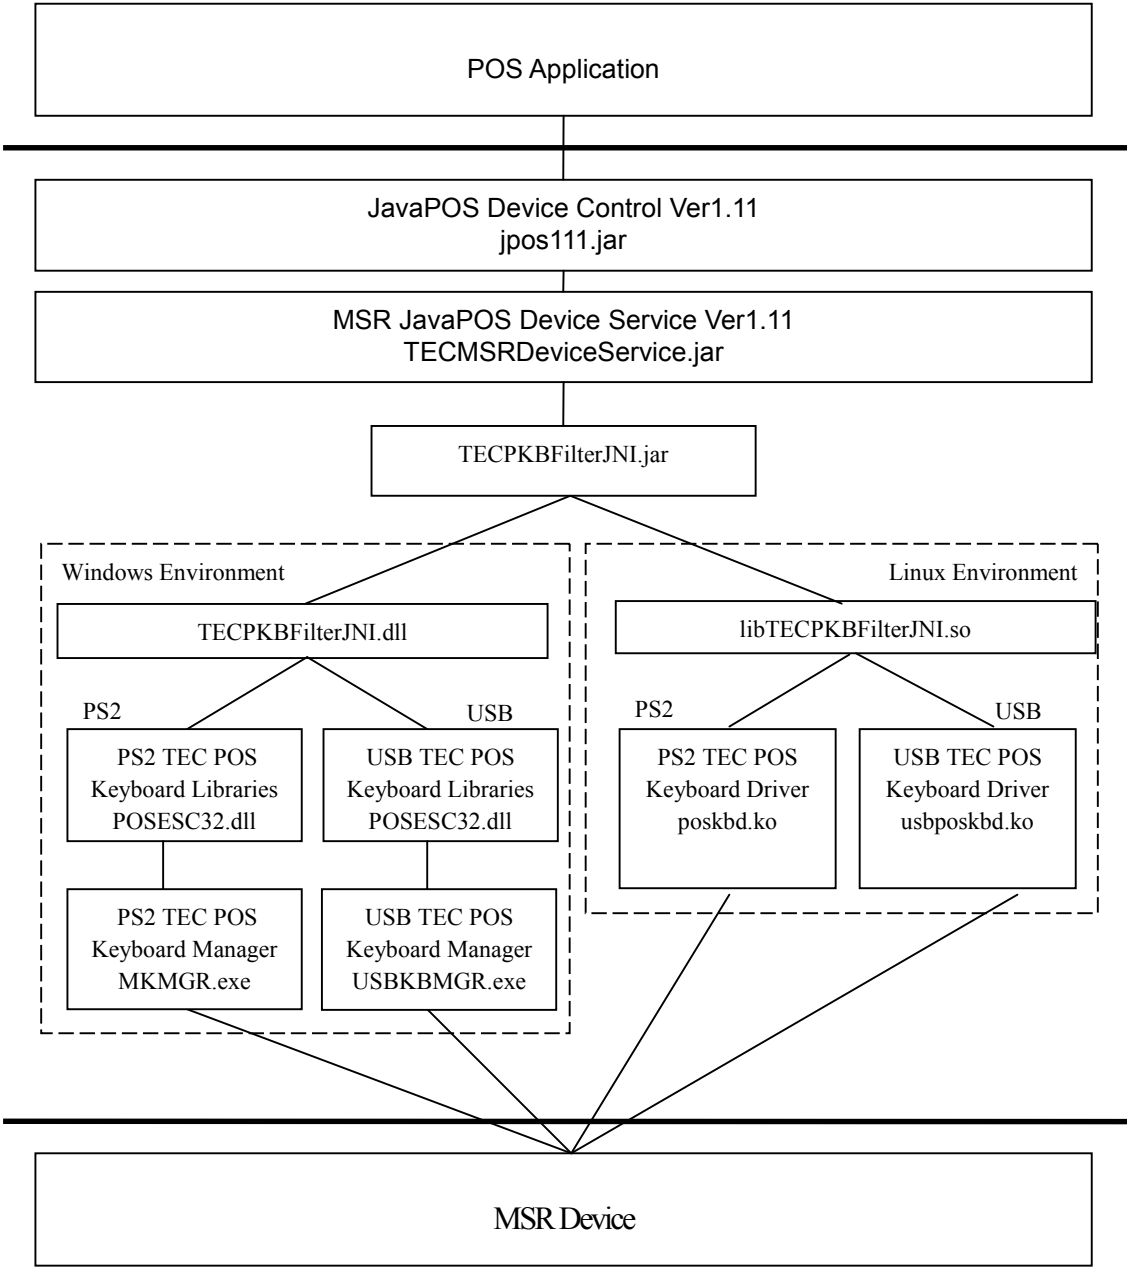 POS Application
JavaPOS Device Control Ver1.11
jpos111.jar
MSR JavaPOS Device Service Ver1.11
TECMSRDeviceService.jar
TECPKBFilterJNI.jar
Windows Environment
TECPKBFilterJNI.dll
PS2
USB
PS2 TEC POS
Keyboard Libraries
POSESC32.dll
USB TEC POS
Keyboard Libraries
POSESC32.dll
PS2 TEC POS
Keyboard Manager
MKMGR.exe
USB TEC POS
Keyboard Manager
USBKBMGR.exe
Linux Environment
libTECPKBFilterJNI.so
PS2
USB
PS2 TEC POS
Keyboard Driver
poskbd.ko
USB TEC POS
Keyboard Driver
usbposkbd.ko
MSR Device